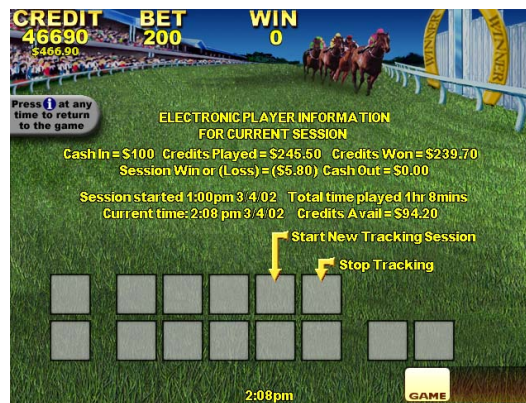 CREDIT BET WIN
46690 200 0
$466.90
WINNER WINNER
Press i at any
time to return
to the game
ELECTRONIC PLAYER INFORMATION
FOR CURRENT SESSION
Cash In = $100 Credits Played = $245.50 Credits Won = $239.70
Session Win or (Loss) = ($5.80) Cash Out = $0.00
Session started 1:00pm 3/4/02 Total time played 1hr 8mins
Current time: 2:08 pm 3/4/02 Credits Avail = $94.20
Start New Tracking Session
Stop Tracking
2:08pm
GAME